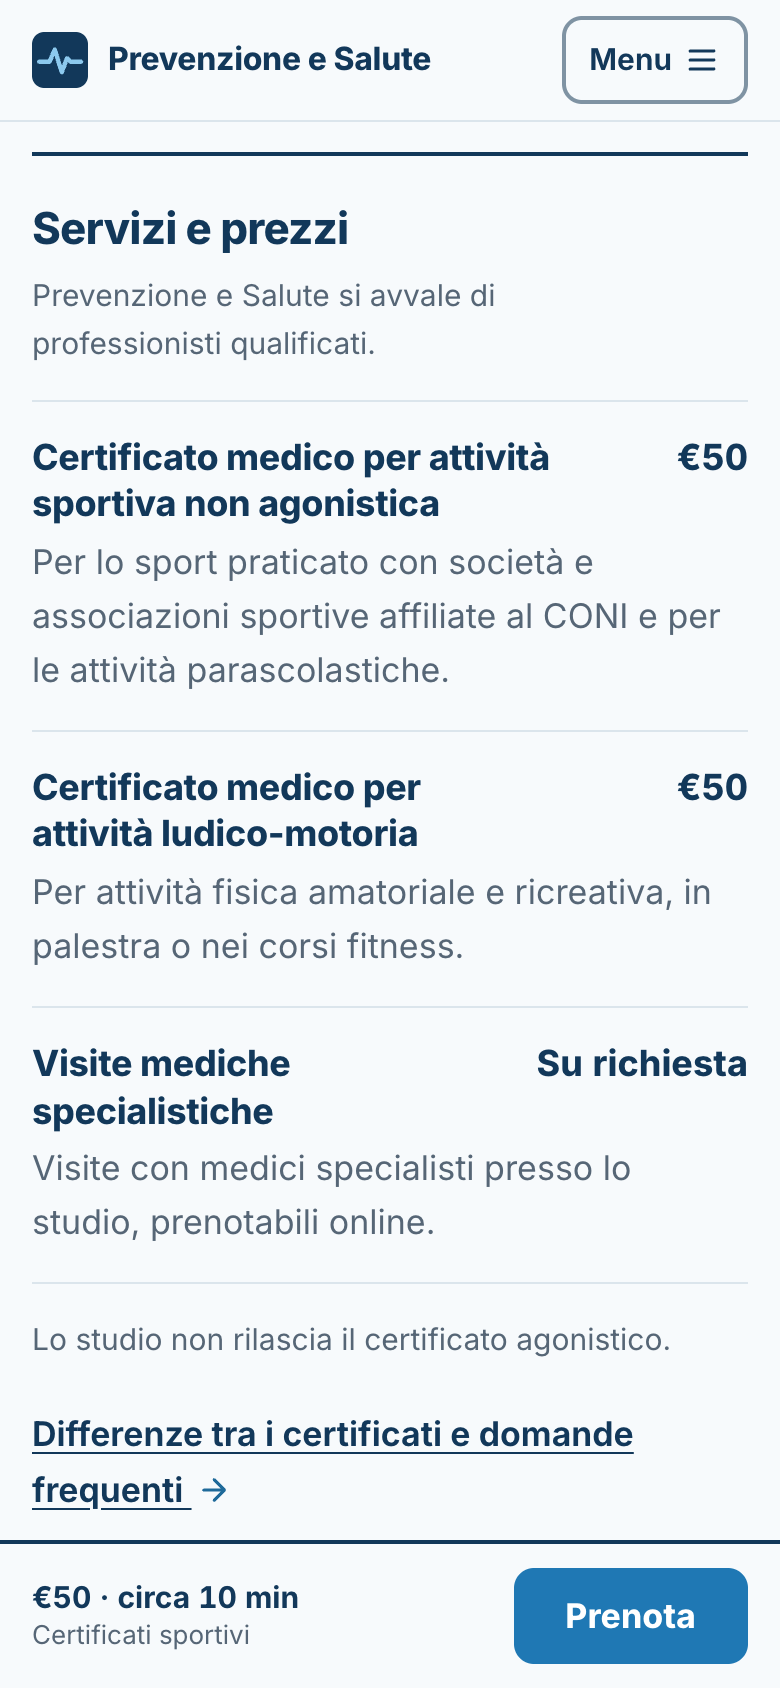 Prevenzione e Salute
Menu
Servizi e prezzi
Prevenzione e Salute si avvale di
professionisti qualificati.
Certificato medico per attività
sportiva non agonistica
€50
Per lo sport praticato con società e
associazioni sportive affiliate al CONI e per
le attività parascolastiche.
Certificato medico per
attività ludico-motoria
€50
Per attività fisica amatoriale e ricreativa, in
palestra o nei corsi fitness.
Visite mediche
specialistiche
Su richiesta
Visite con medici specialisti presso lo
studio, prenotabili online.
Lo studio non rilascia il certificato agonistico.
Differenze tra i certificati e domande
frequenti →
€50 · circa 10 min
Certificati sportivi
Prenota